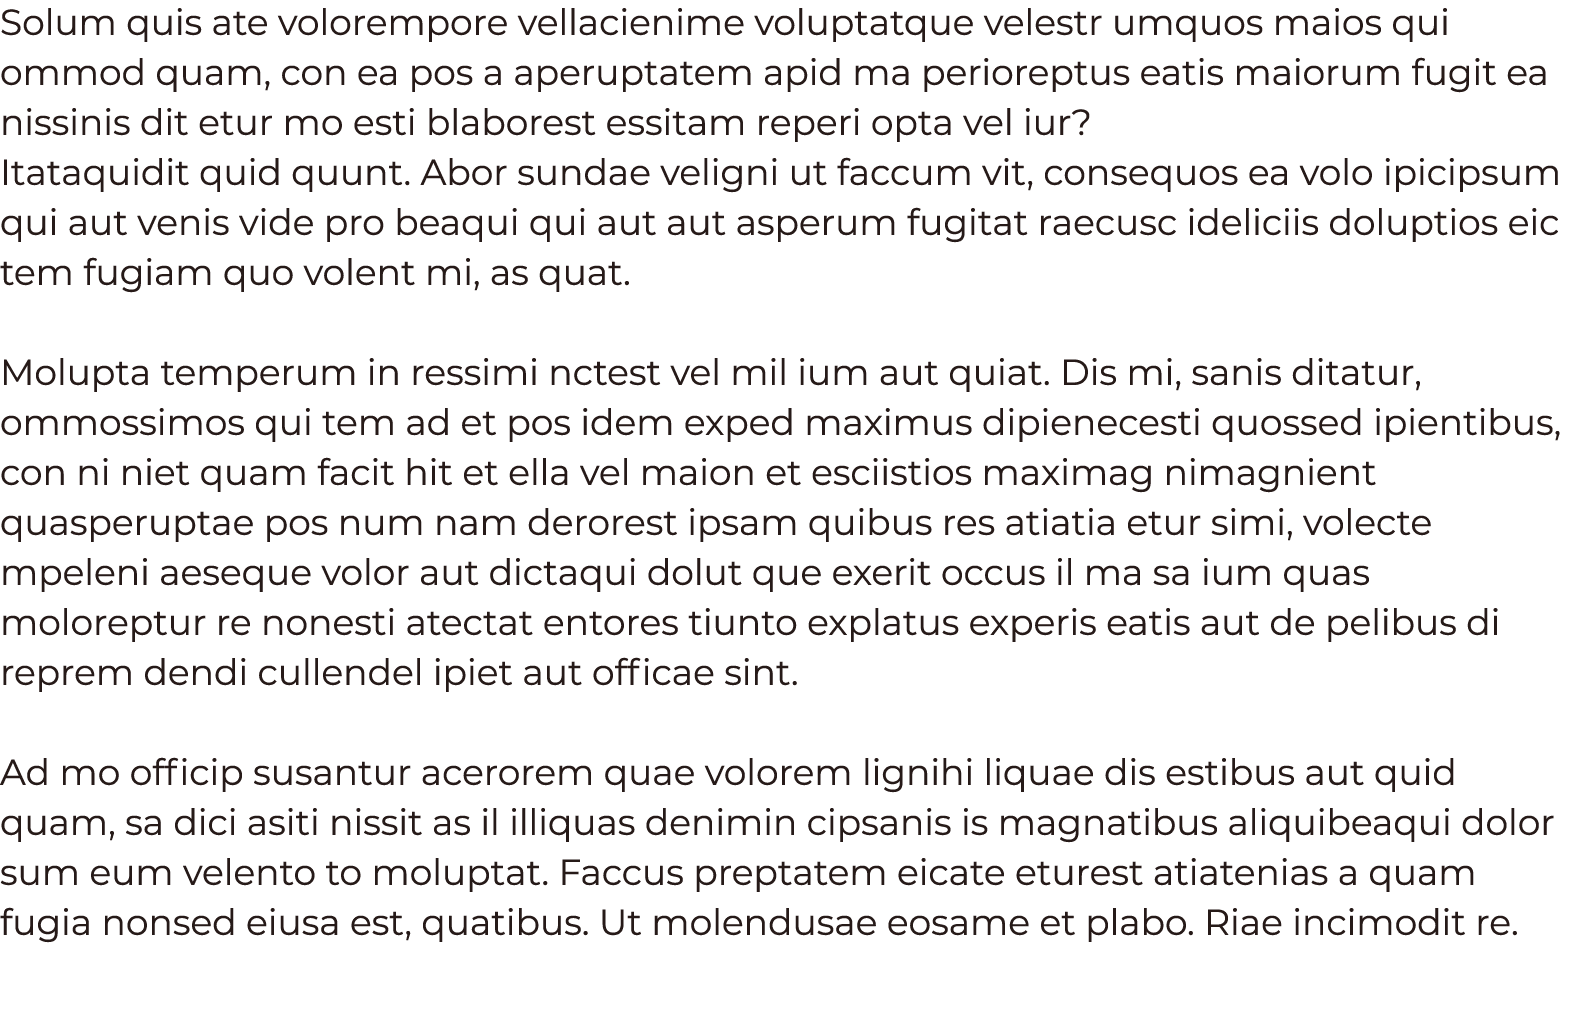 Solum quis ate volorempore vellacienime voluptatque velestr umquos maios qui
ommod quam, con ea pos a aperuptatem apid ma perioreptus eatis maiorum fugit ea
nissinis dit etur mo esti blaborest essitam reperi opta vel iur?
Itataquidit quid quunt. Abor sundae veligni ut faccum vit, consequos ea volo ipicipsum
qui aut venis vide pro beaqui qui aut aut asperum fugitat raecusc ideliciis doluptios eic
tem fugiam quo volent mi, as quat.

Molupta temperum in ressimi nctest vel mil ium aut quiat. Dis mi, sanis ditatur,
ommossimos qui tem ad et pos idem exped maximus dipienecesti quossed ipientibus,
con ni niet quam facit hit et ella vel maion et esciistios maximag nimagnient
quasperuptae pos num nam derorest ipsam quibus res atiatia etur simi, volecte
mpeleni aeseque volor aut dictaqui dolut que exerit occus il ma sa ium quas
moloreptur re nonesti atectat entores tiunto explatus experis eatis aut de pelibus di
reprem dendi cullendel ipiet aut officae sint.

Ad mo officip susantur acerorem quae volorem lignihi liquae dis estibus aut quid
quam, sa dici asiti nissit as il illiquas denimin cipsanis is magnatibus aliquibeaqui dolor
sum eum velento to moluptat. Faccus preptatem eicate eturest atiatenias a quam
fugia nonsed eiusa est, quatibus. Ut molendusae eosame et plabo. Riae incimodit re.